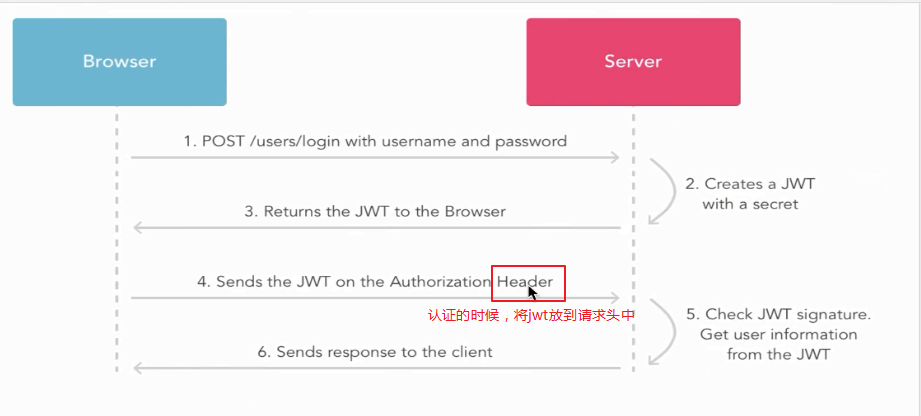 Browser
Server
1. POST /users/login with username and password
2. Creates a JWT
with a secret
3. Returns the JWT to the Browser
4. Sends the JWT on the Authorization Header
认证的时候，将jwt放到请求头中
5. Check JWT signature.
Get user information
from the JWT
6. Sends response to the client